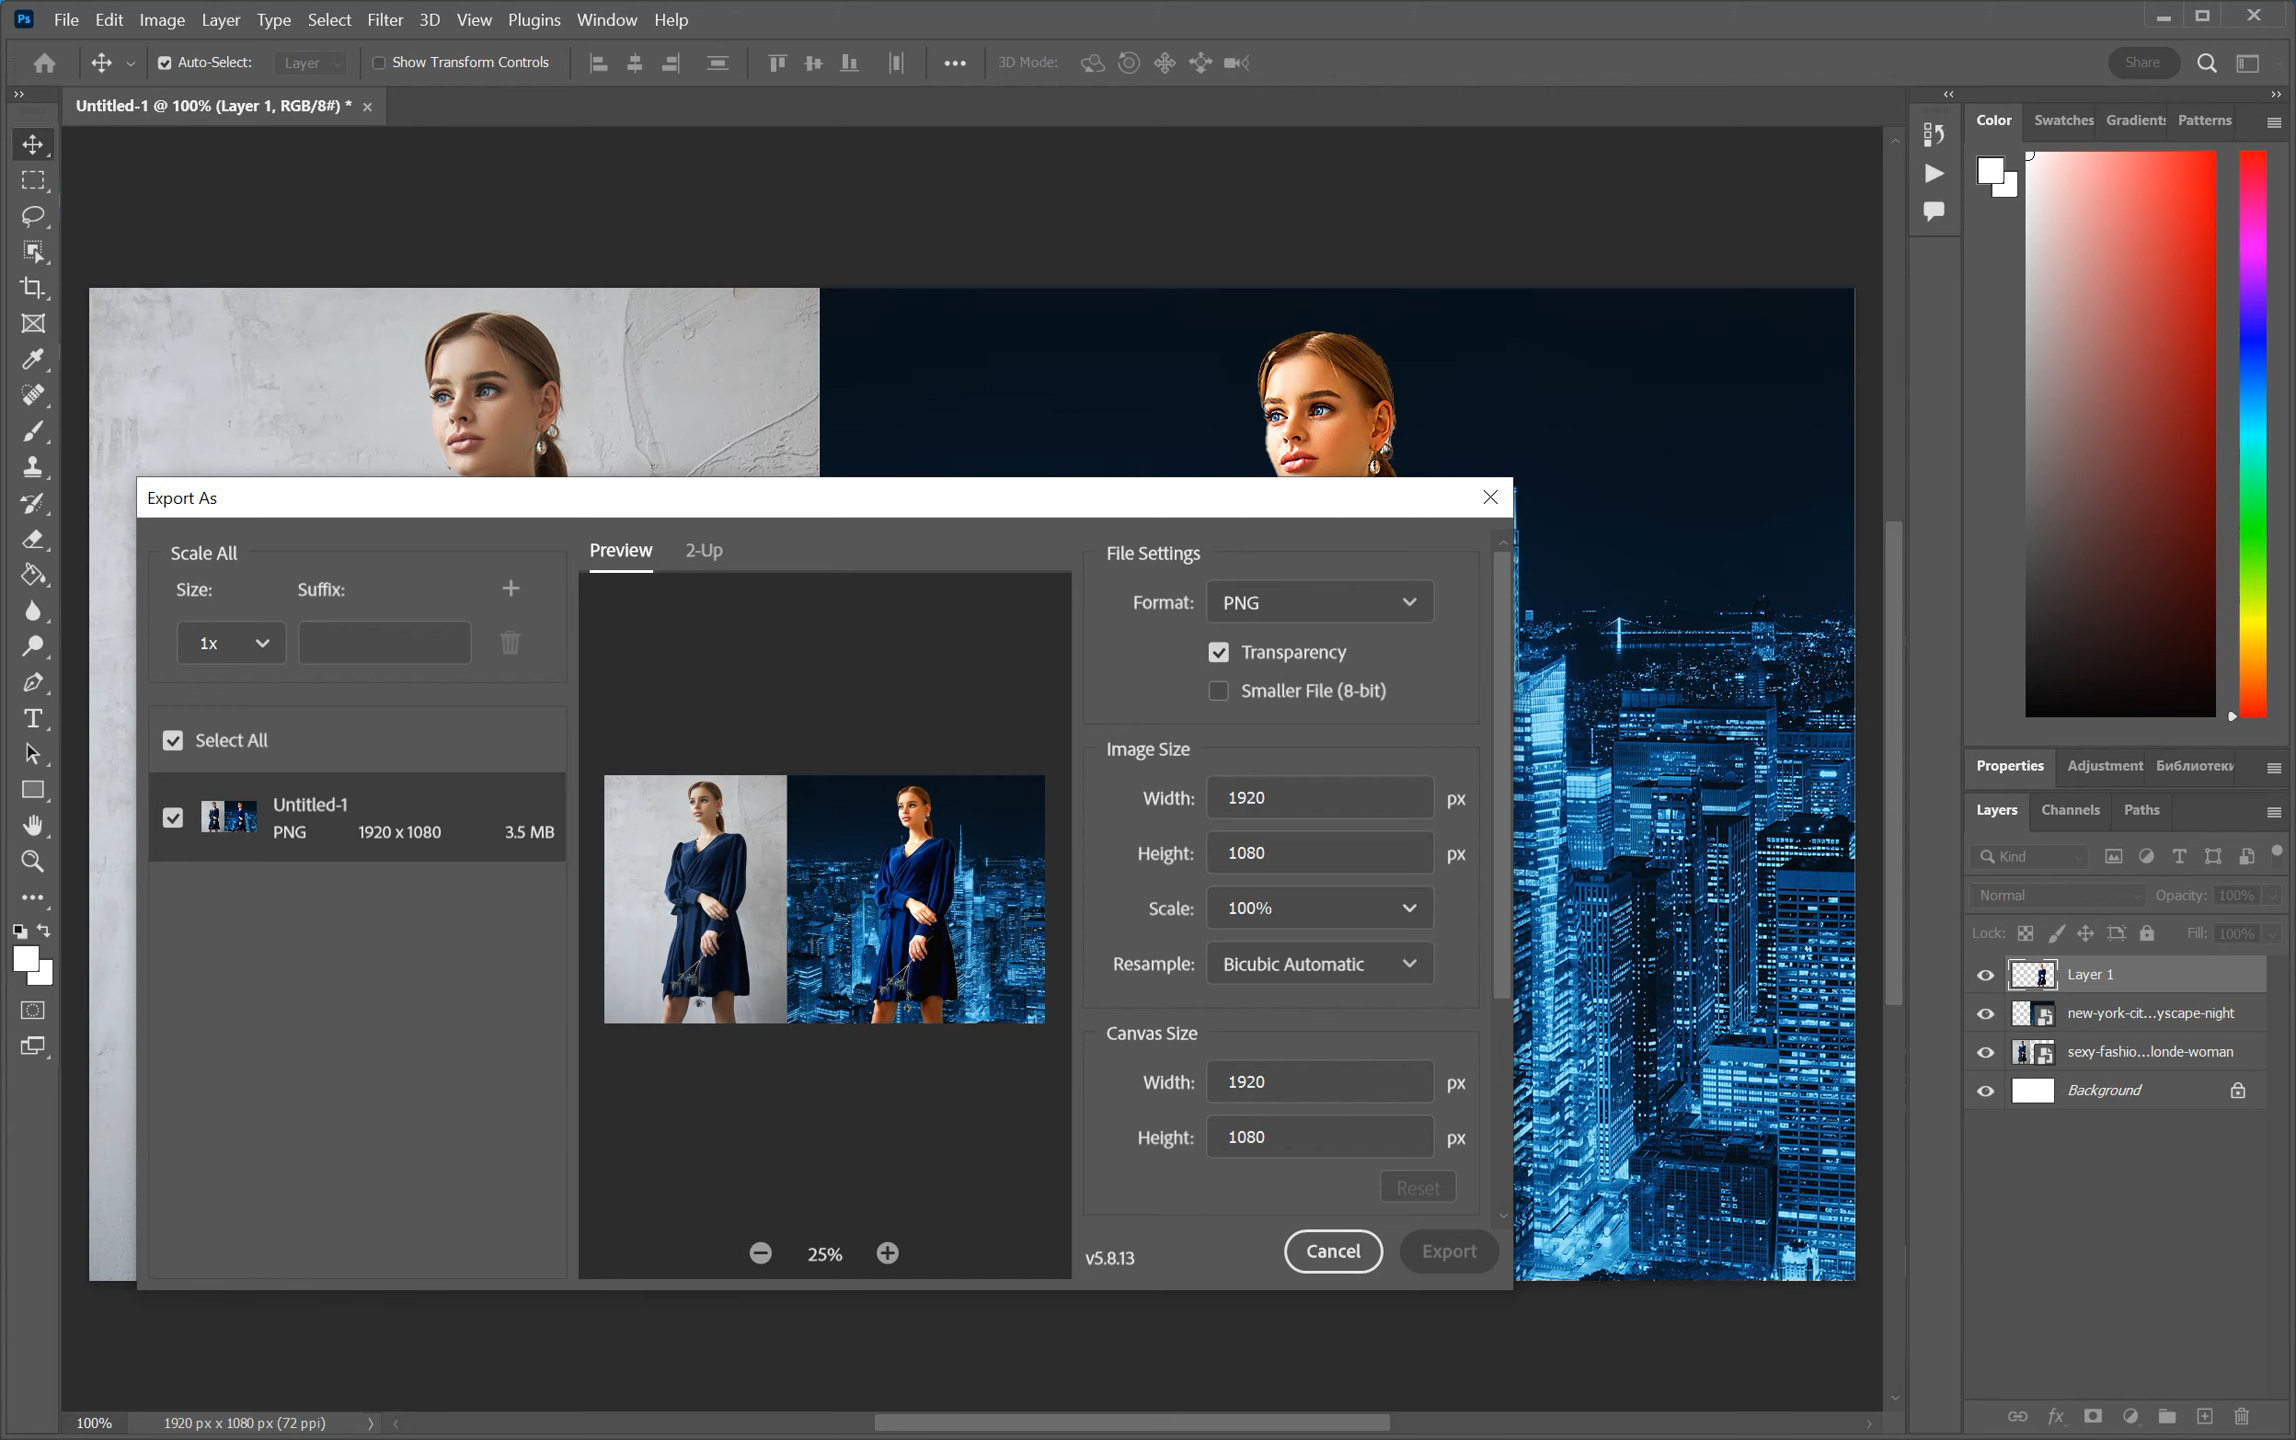 Ps File Edit Image Layer Type Select Filter 3D View Plugins Window Help
Auto-Select: Layer Show Transform Controls 3D Mode: Share
Untitled-1 @ 100% (Layer 1, RGB/8#) *
Color Swatches Gradients Patterns
Export As
Scale All
Size: Suffix:
1x
Select All
Untitled-1
PNG 1920 x 1080 3.5 MB
Preview 2-Up
25%
File Settings
Format: PNG
Transparency
Smaller File (8-bit)
Image Size
Width: 1920 px
Height: 1080 px
Scale: 100%
Resample: Bicubic Automatic
Canvas Size
Width: 1920 px
Height: 1080 px
Reset
v5.8.13 Cancel Export
Properties Adjustment Библиотеки
Layers Channels Paths
Kind
Normal Opacity: 100%
Lock: Fill: 100%
Layer 1
new-york-cit...yscape-night
sexy-fashio...londe-woman
Background
fx
100% 1920 px x 1080 px (72 ppi)